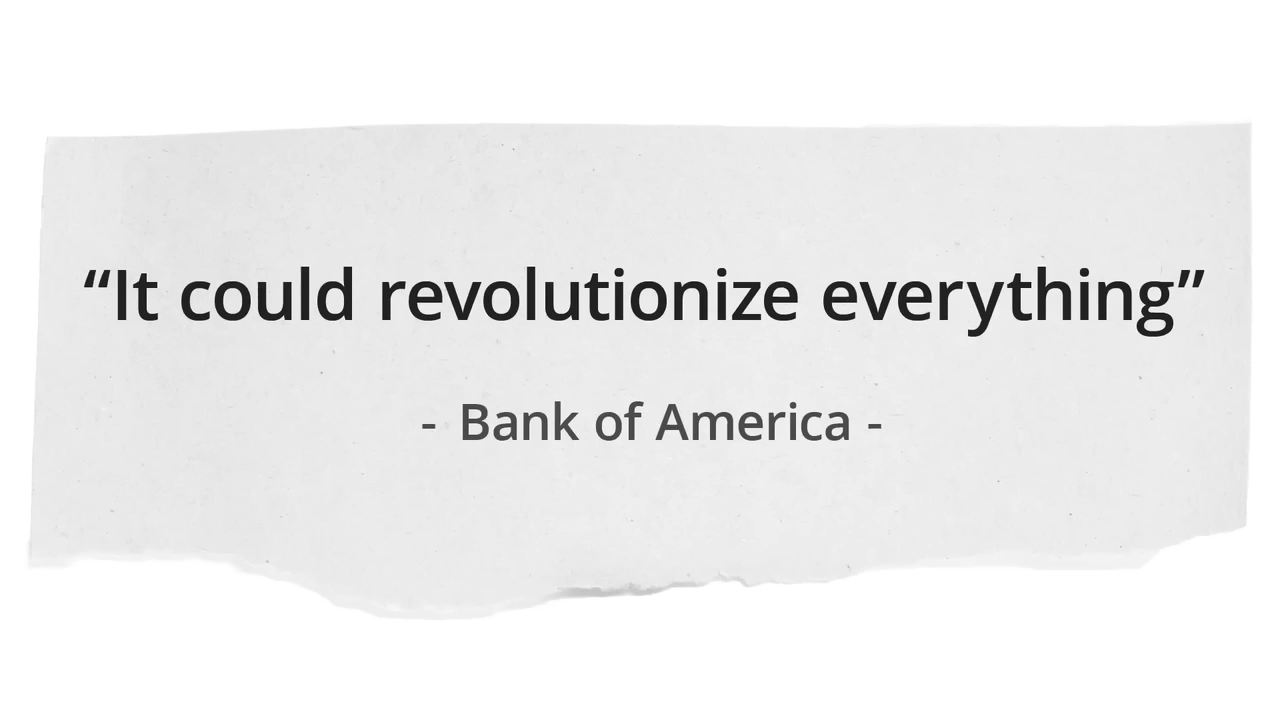 “It could revolutionize everything”
- Bank of America -